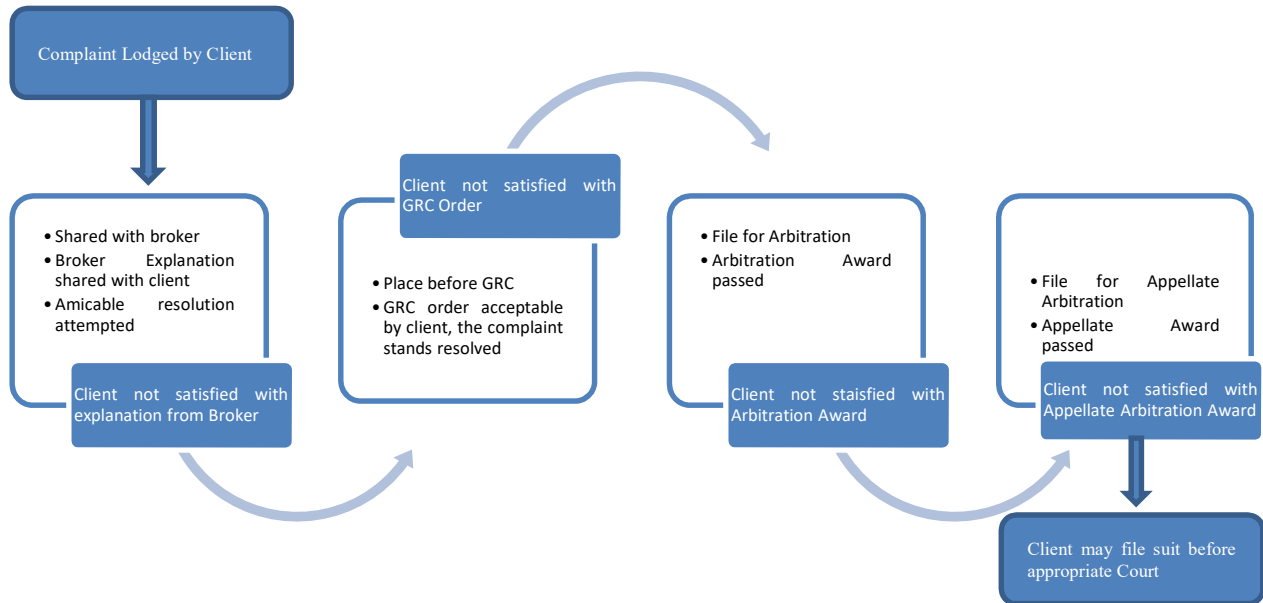 Complaint Lodged by Client
• Shared with broker
• Broker Explanation
shared with client
• Amicable resolution
attempted
Client not satisfied with
explanation from Broker
Client not satisfied with
GRC Order
• Place before GRC
• GRC order acceptable
by client, the complaint
stands resolved
• File for Arbitration
• Arbitration Award
passed
Client not staisfied with
Arbitration Award
• File for Appellate
Arbitration
• Appellate Award
passed
Client not satisfied with
Appellate Arbitration Award
Client may file suit before
appropriate Court